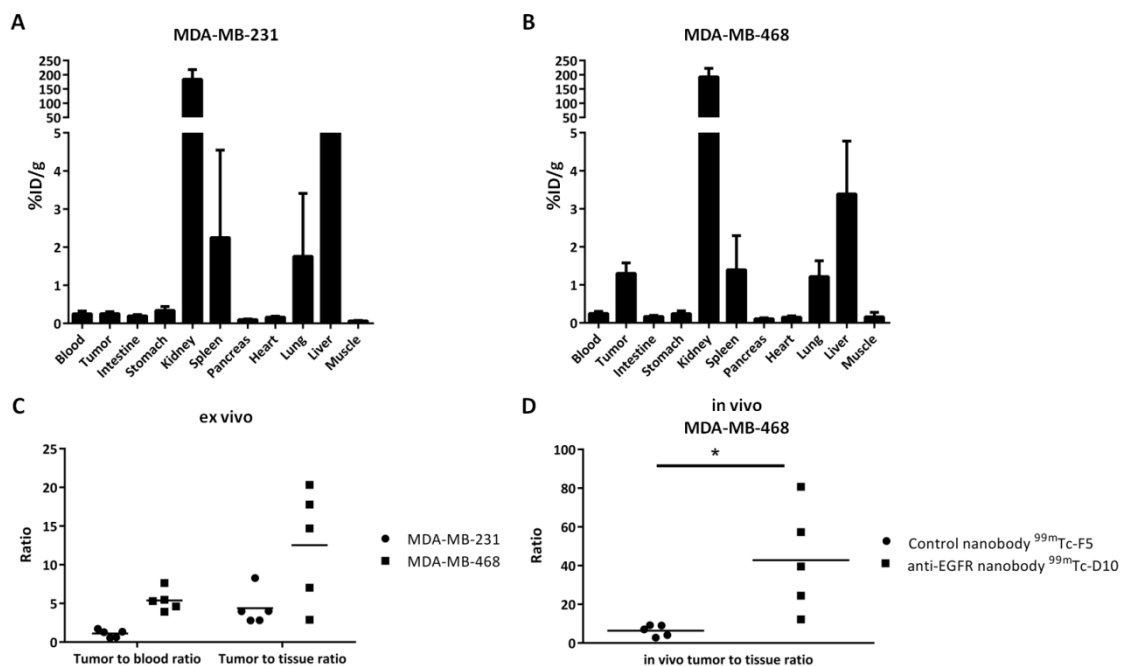 A
MDA-MB-231
%ID/g
250
200
150
100
50
5
4
3
2
1
0
Blood
Tumor
Intestine
Stomach
Kidney
Spleen
Pancreas
Heart
Lung
Liver
Muscle
B
MDA-MB-468
%ID/g
250
200
150
100
50
5
4
3
2
1
0
Blood
Tumor
Intestine
Stomach
Kidney
Spleen
Pancreas
Heart
Lung
Liver
Muscle
C
ex vivo
Ratio
25
20
15
10
5
0
Tumor to blood ratio
Tumor to tissue ratio
MDA-MB-231
MDA-MB-468
D
in vivo
MDA-MB-468
*
Ratio
100
80
60
40
20
0
in vivo tumor to tissue ratio
Control nanobody ⁹⁹ᵐTc-F5
anti-EGFR nanobody ⁹⁹ᵐTc-D10